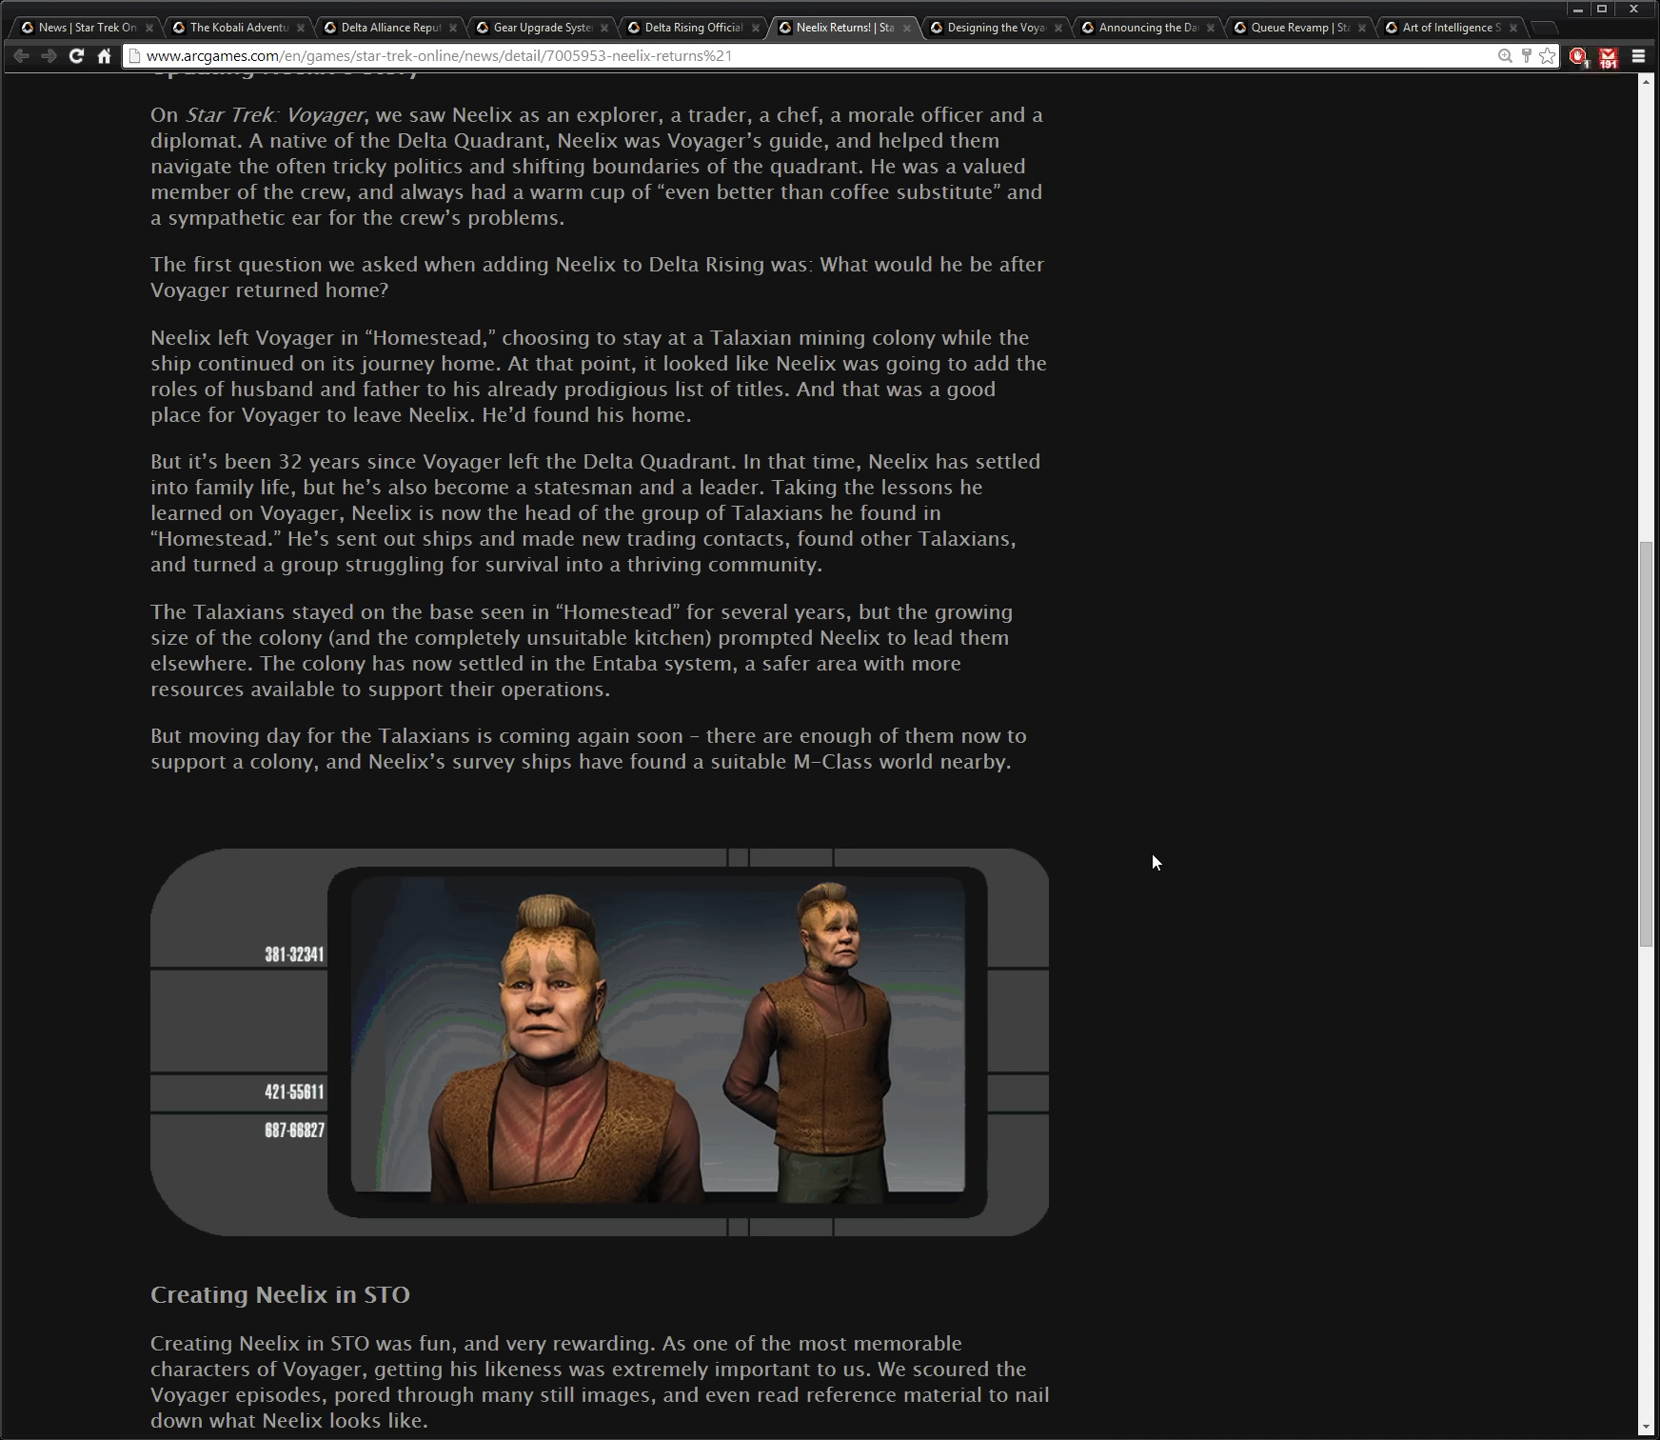 News | Star Trek On
The Kobali Adventu
Delta Alliance Reput
Gear Upgrade Syste
Delta Rising Official
Neelix Returns! | Sta
Designing the Voya
Announcing the Da
Queue Revamp | St
Art of Intelligence S
www.arcgames.com/en/games/star-trek-online/news/detail/7005953-neelix-returns%21
1
191
Updating Neelix's Story
On Star Trek: Voyager, we saw Neelix as an explorer, a trader, a chef, a morale officer and a
diplomat. A native of the Delta Quadrant, Neelix was Voyager’s guide, and helped them
navigate the often tricky politics and shifting boundaries of the quadrant. He was a valued
member of the crew, and always had a warm cup of “even better than coffee substitute” and
a sympathetic ear for the crew’s problems.
The first question we asked when adding Neelix to Delta Rising was: What would he be after
Voyager returned home?
Neelix left Voyager in “Homestead,” choosing to stay at a Talaxian mining colony while the
ship continued on its journey home. At that point, it looked like Neelix was going to add the
roles of husband and father to his already prodigious list of titles. And that was a good
place for Voyager to leave Neelix. He’d found his home.
But it’s been 32 years since Voyager left the Delta Quadrant. In that time, Neelix has settled
into family life, but he’s also become a statesman and a leader. Taking the lessons he
learned on Voyager, Neelix is now the head of the group of Talaxians he found in
“Homestead.” He’s sent out ships and made new trading contacts, found other Talaxians,
and turned a group struggling for survival into a thriving community.
The Talaxians stayed on the base seen in “Homestead” for several years, but the growing
size of the colony (and the completely unsuitable kitchen) prompted Neelix to lead them
elsewhere. The colony has now settled in the Entaba system, a safer area with more
resources available to support their operations.
But moving day for the Talaxians is coming again soon – there are enough of them now to
support a colony, and Neelix’s survey ships have found a suitable M-Class world nearby.
381-32341
421-55611
687-66827
Creating Neelix in STO
Creating Neelix in STO was fun, and very rewarding. As one of the most memorable
characters of Voyager, getting his likeness was extremely important to us. We scoured the
Voyager episodes, pored through many still images, and even read reference material to nail
down what Neelix looks like.